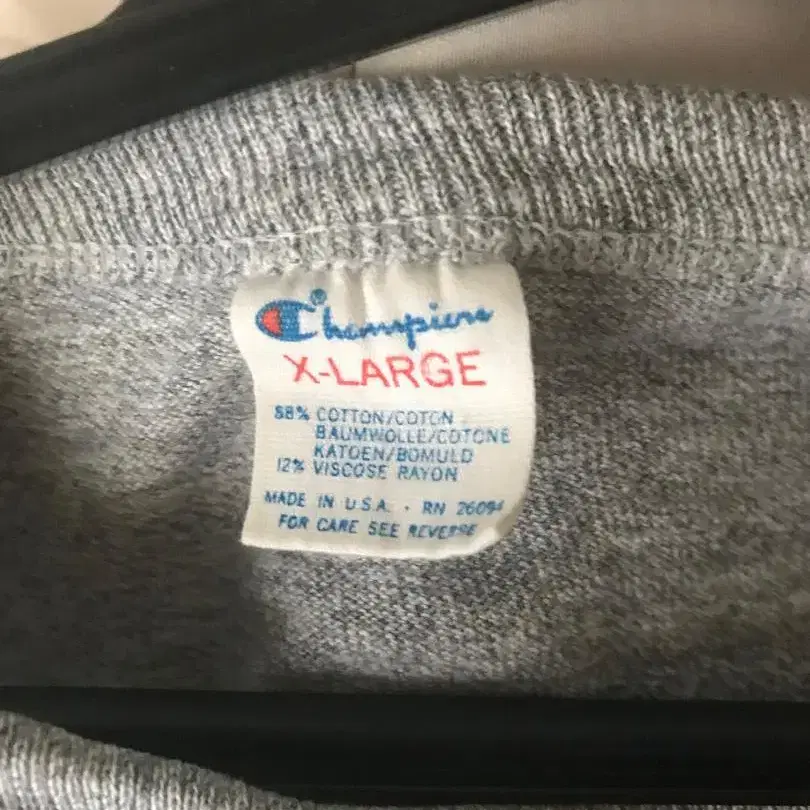 Champion®
X-LARGE
88% COTTON/COTON
BAUMWOLLE/COTONE
KATOEN/BOMULD
12% VISCOSE RAYON
MADE IN U.S.A. · RN 26094
FOR CARE SEE REVERSE